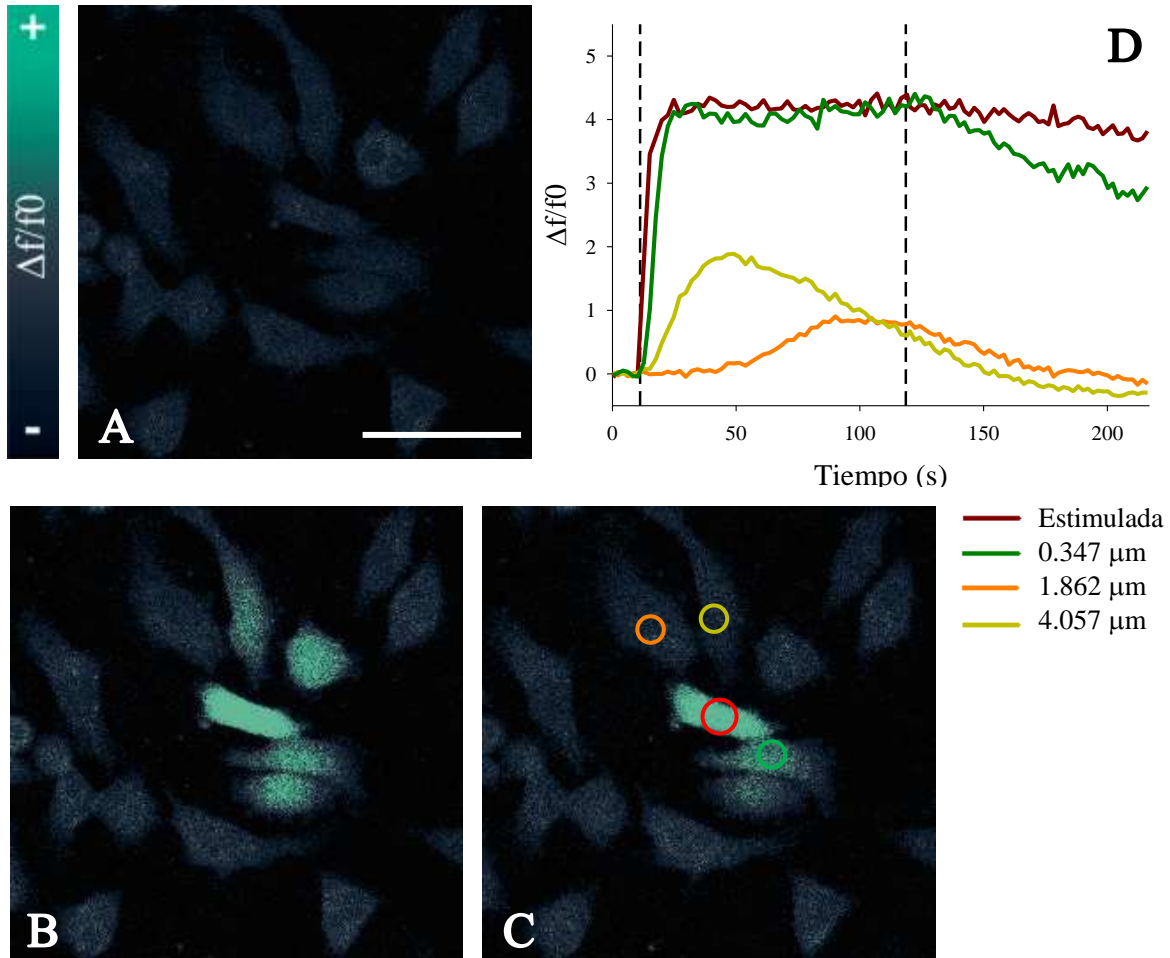 +
Δf/f0
-
A
D
Δf/f0
5
4
3
2
1
0
0 50 100 150 200
Tiempo (s)
B
C
Estimulada
0.347 µm
1.862 µm
4.057 µm